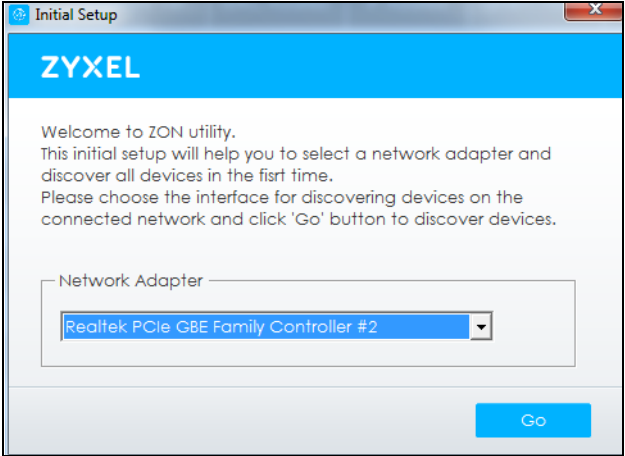 Initial Setup
ZYXEL
Welcome to ZON utility.
This initial setup will help you to select a network adapter and
discover all devices in the fisrt time.
Please choose the interface for discovering devices on the
connected network and click 'Go' button to discover devices.
Network Adapter
Realtek PCIe GBE Family Controller #2
Go